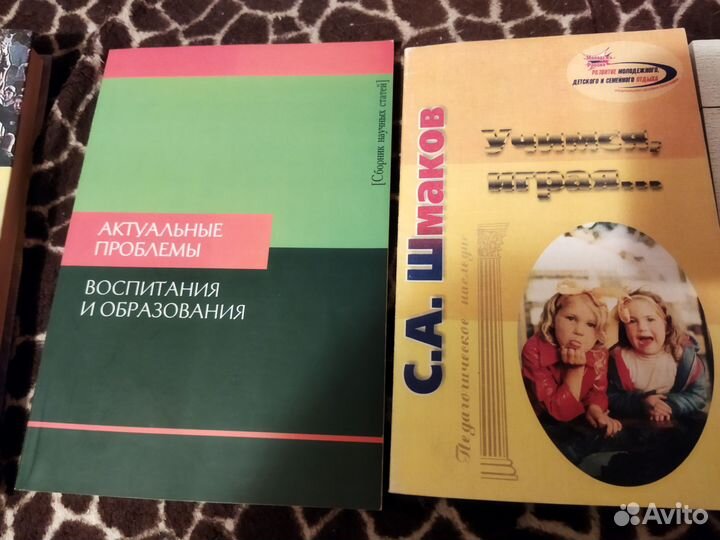 [Сборник научных статей]
АКТУАЛЬНЫЕ
ПРОБЛЕМЫ
ВОСПИТАНИЯ
И ОБРАЗОВАНИЯ
РАЗВИТИЕ МОЛОДЕЖНОГО,
ДЕТСКОГО И СЕМЕЙНОГО ОТДЫХА
С.А. Шмаков
Учимся,
играя...
Педагогическое наследие
Avito